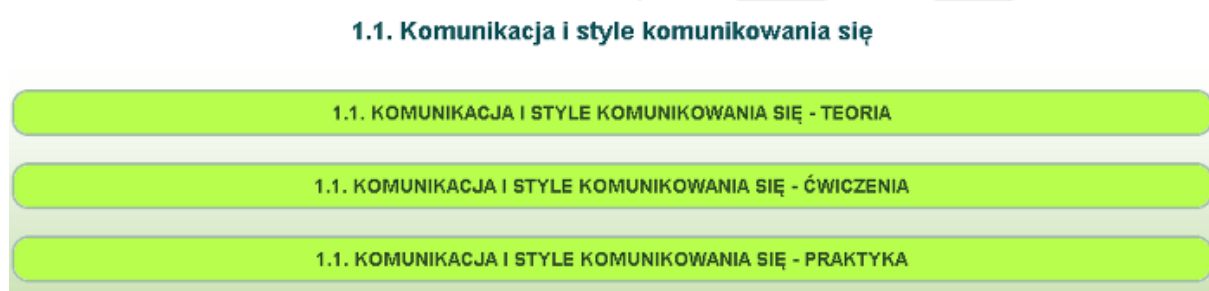 1.1. Komunikacja i style komunikowania się
1.1. KOMUNIKACJA I STYLE KOMUNIKOWANIA SIĘ - TEORIA
1.1. KOMUNIKACJA I STYLE KOMUNIKOWANIA SIĘ - ĆWICZENIA
1.1. KOMUNIKACJA I STYLE KOMUNIKOWANIA SIĘ - PRAKTYKA